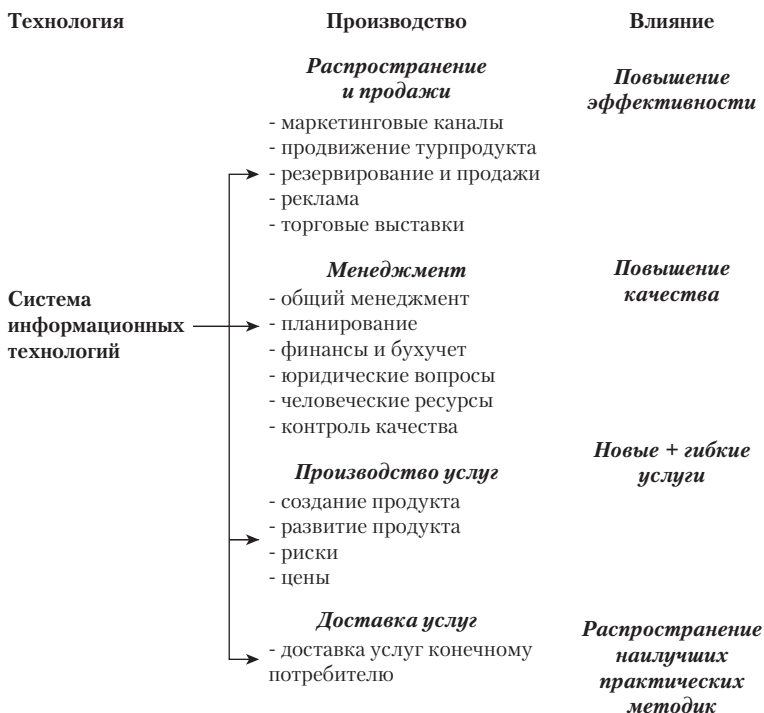 Технология
Производство
Влияние
Система
информационных
технологий
Распространение
и продажи
- маркетинговые каналы
- продвижение турпродукта
- резервирование и продажи
- реклама
- торговые выставки
Менеджмент
- общий менеджмент
- планирование
- финансы и бухучет
- юридические вопросы
- человеческие ресурсы
- контроль качества
Производство услуг
- создание продукта
- развитие продукта
- риски
- цены
Доставка услуг
- доставка услуг конечному
потребителю
Повышение
эффективности
Повышение
качества
Новые + гибкие
услуги
Распространение
наилучших
практических
методик